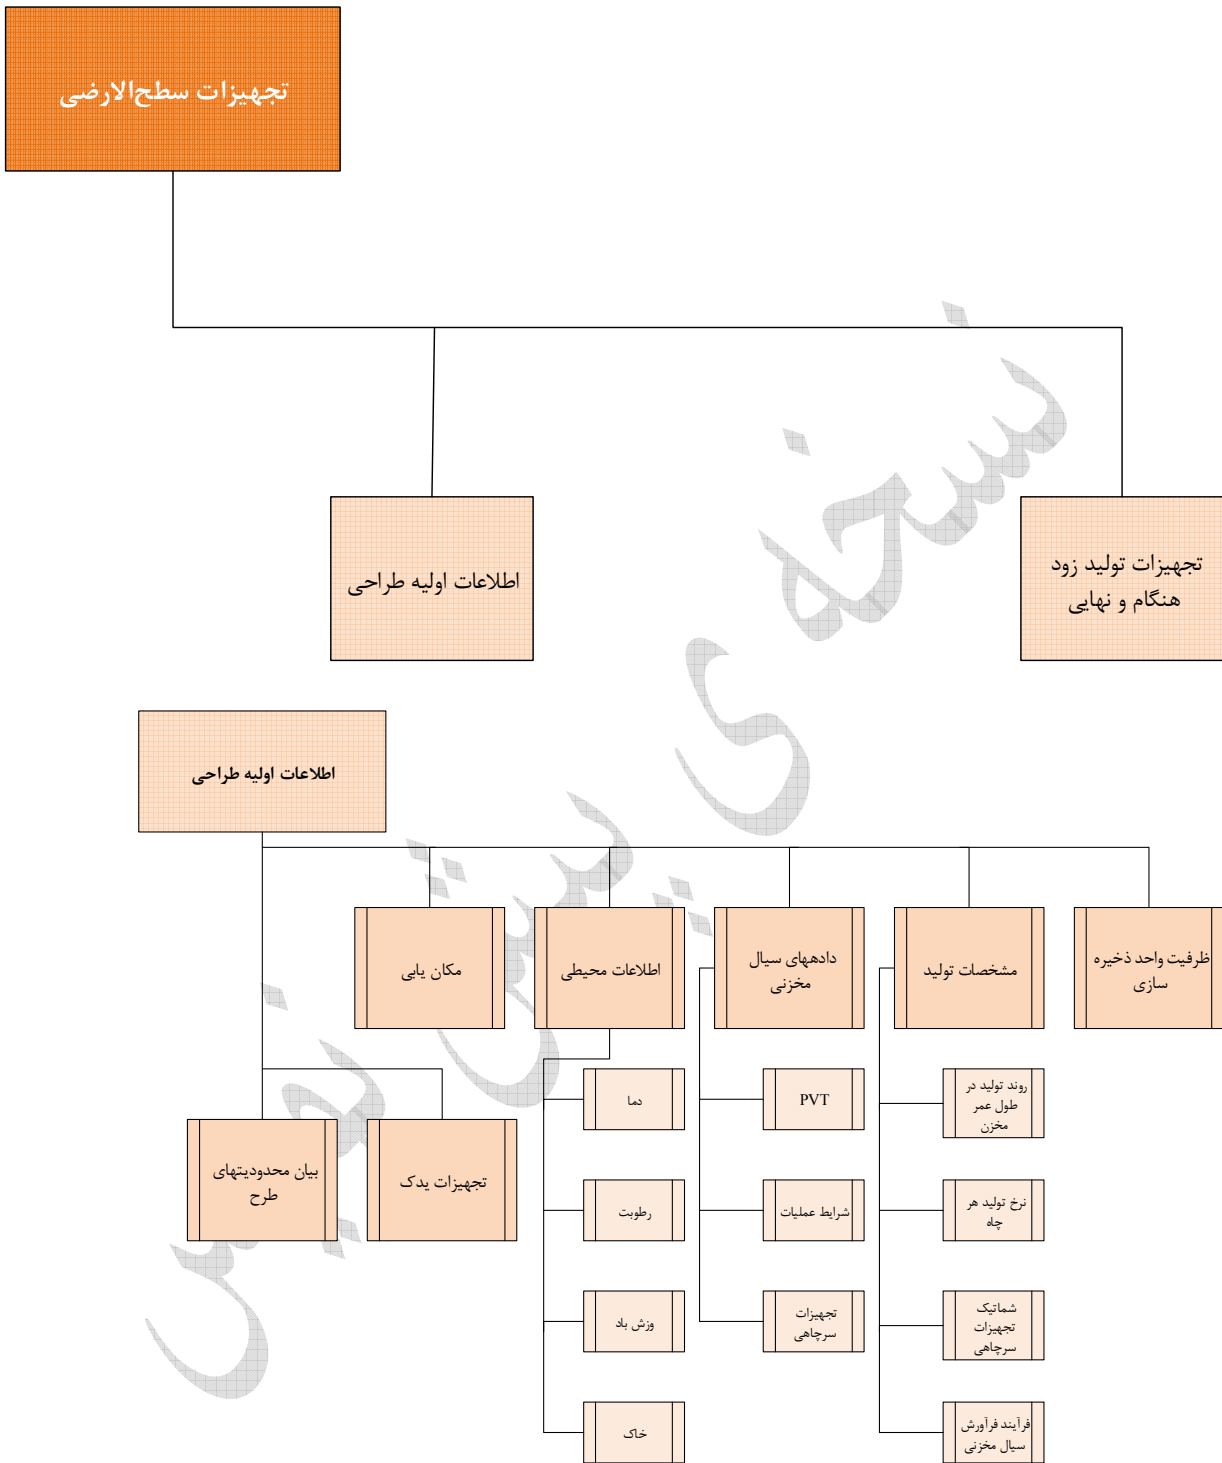 تجهیزات سطح‌الارضی
تجهیزات تولید زود
هنگام و نهایی
اطلاعات اولیه طراحی
اطلاعات اولیه طراحی
ظرفیت واحد ذخیره
سازی
مشخصات تولید
دادههای سیال
مخزنی
اطلاعات محیطی
مکان یابی
روند تولید در
طول عمر
مخزن
نرخ تولید هر
چاه
شماتیک
تجهیزات
سرچاهی
فرآیند فرآورش
سیال مخزنی
PVT
شرایط عملیات
تجهیزات
سرچاهی
دما
رطوبت
وزش باد
خاک
تجهیزات یدک
بیان محدودیتهای
طرح
نسخه ی پیش نویس